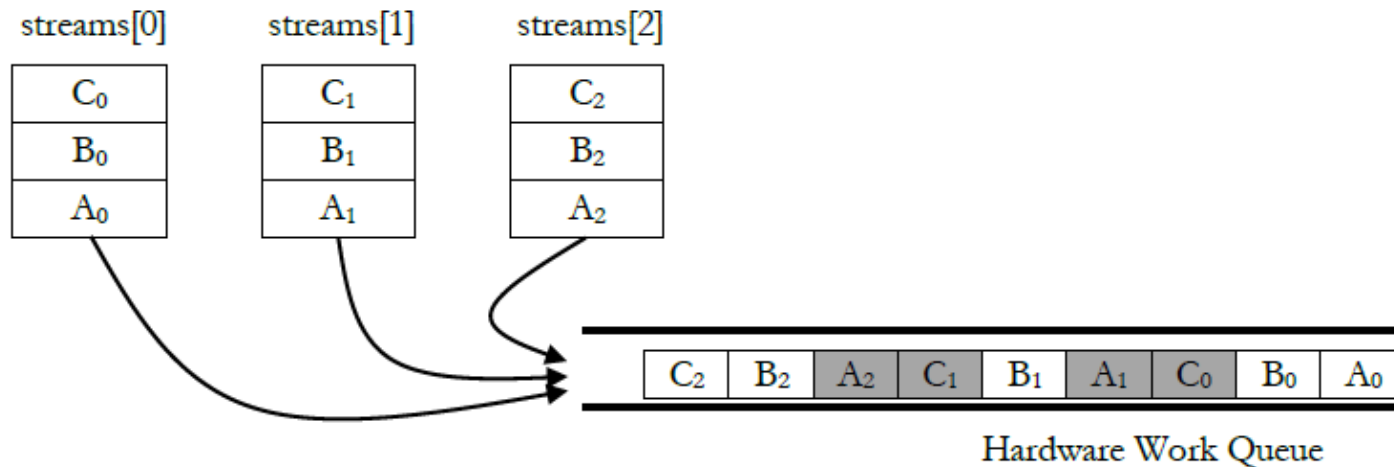 streams[0] streams[1] streams[2]
C₀ C₁ C₂
B₀ B₁ B₂
A₀ A₁ A₂
C₂ B₂ A₂ C₁ B₁ A₁ C₀ B₀ A₀
Hardware Work Queue